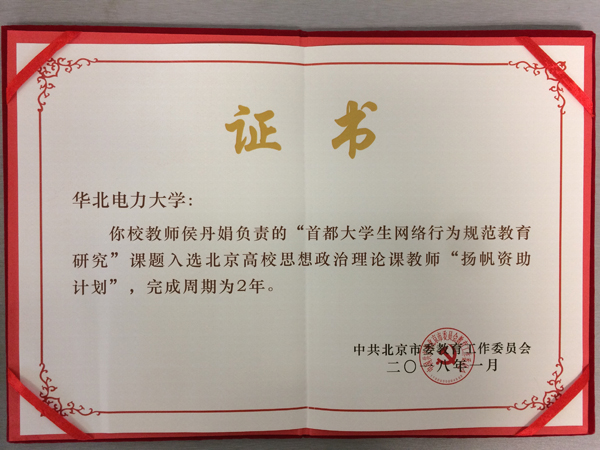 证书
华北电力大学：
你校教师侯丹娟负责的“首都大学生网络行为规范教育
研究”课题入选北京高校思想政治理论课教师“扬帆资助
计划”，完成周期为2年。
中共北京市委教育工作委员会
二〇一八年一月